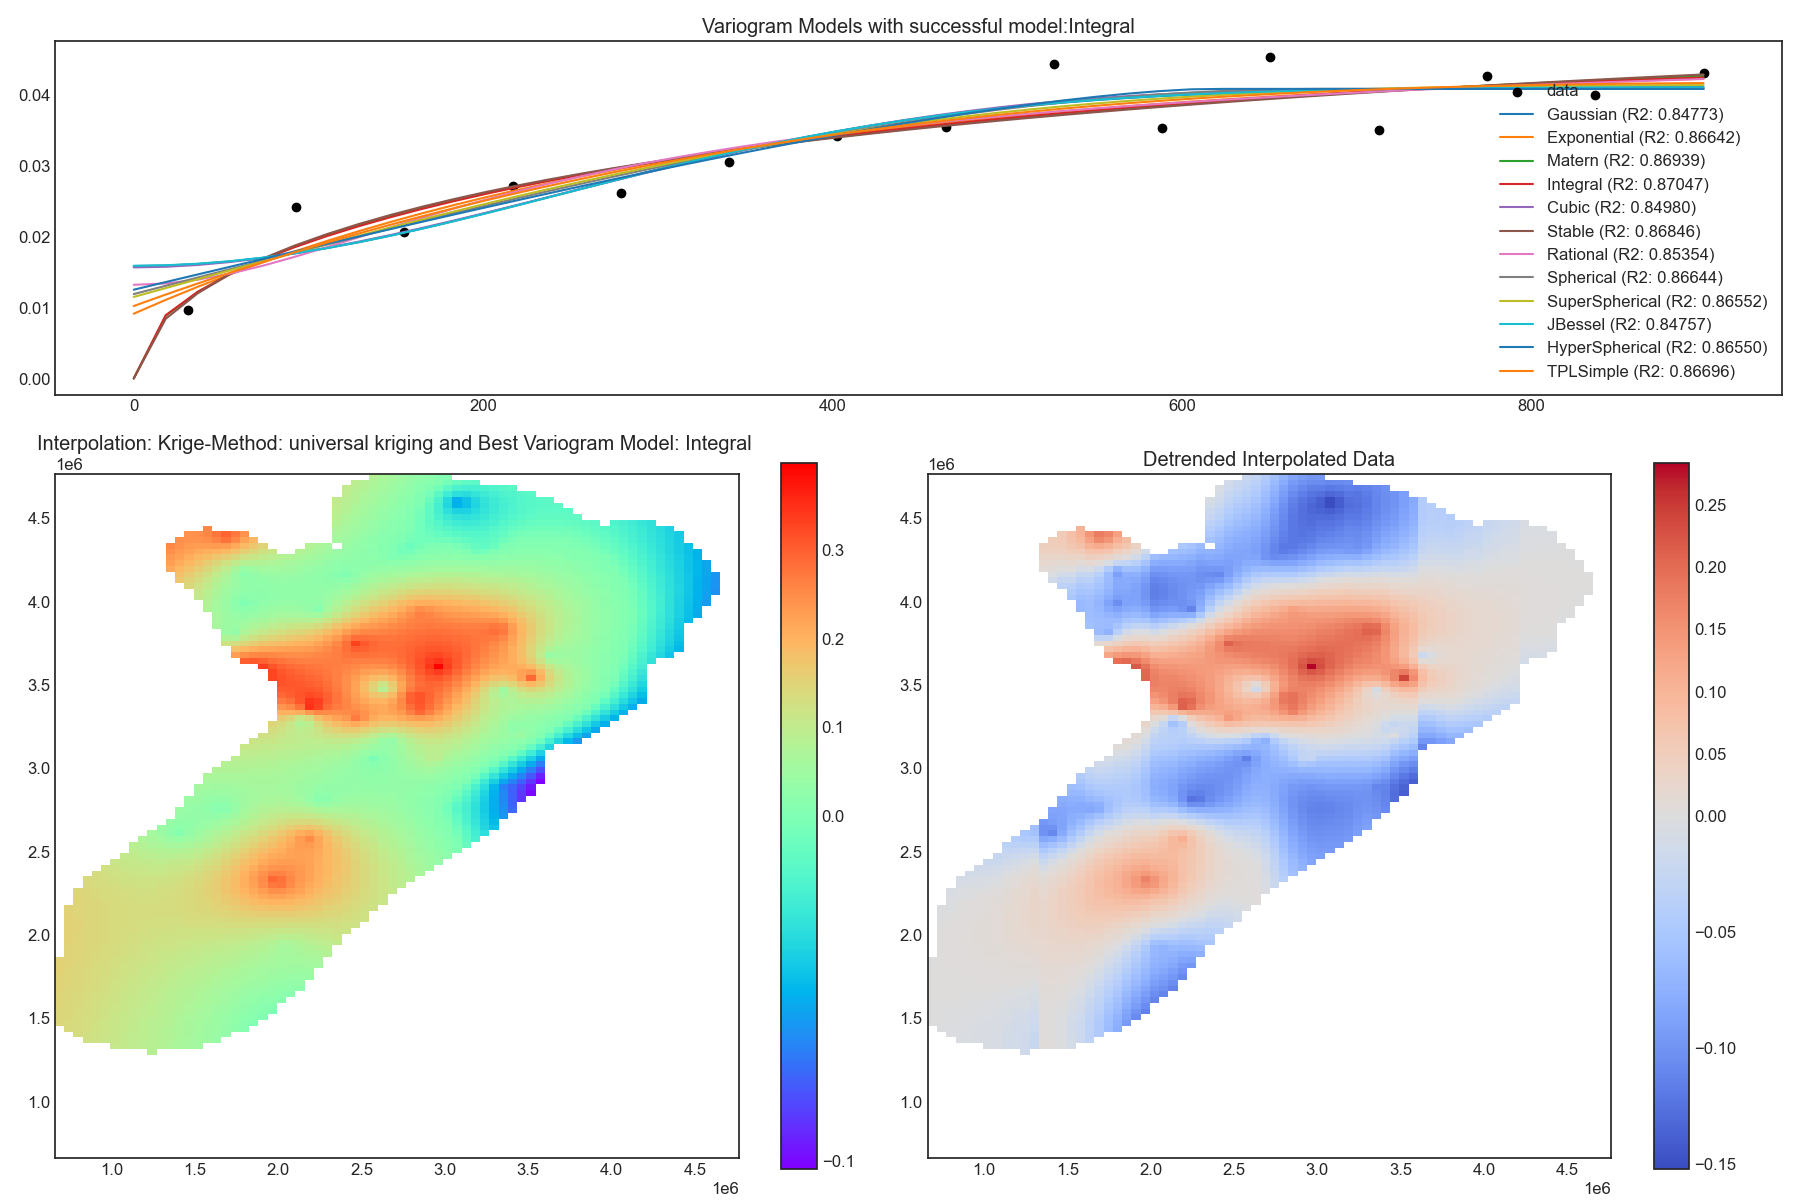 Variogram Models with successful model:Integral
0.04
0.03
0.02
0.01
0.00
data
Gaussian (R2: 0.84773)
Exponential (R2: 0.86642)
Matern (R2: 0.86939)
Integral (R2: 0.87047)
Cubic (R2: 0.84980)
Stable (R2: 0.86846)
Rational (R2: 0.85354)
Spherical (R2: 0.86644)
SuperSpherical (R2: 0.86552)
JBessel (R2: 0.84757)
HyperSpherical (R2: 0.86550)
TPLSimple (R2: 0.86696)
0 200 400 600 800
Interpolation: Krige-Method: universal kriging and Best Variogram Model: Integral
1e6
4.5
4.0
3.5
3.0
2.5
2.0
1.5
1.0
1.0 1.5 2.0 2.5 3.0 3.5 4.0 4.5
1e6
0.3
0.2
0.1
0.0
−0.1
Detrended Interpolated Data
1e6
4.5
4.0
3.5
3.0
2.5
2.0
1.5
1.0
1.0 1.5 2.0 2.5 3.0 3.5 4.0 4.5
1e6
0.25
0.20
0.15
0.10
0.05
0.00
−0.05
−0.10
−0.15